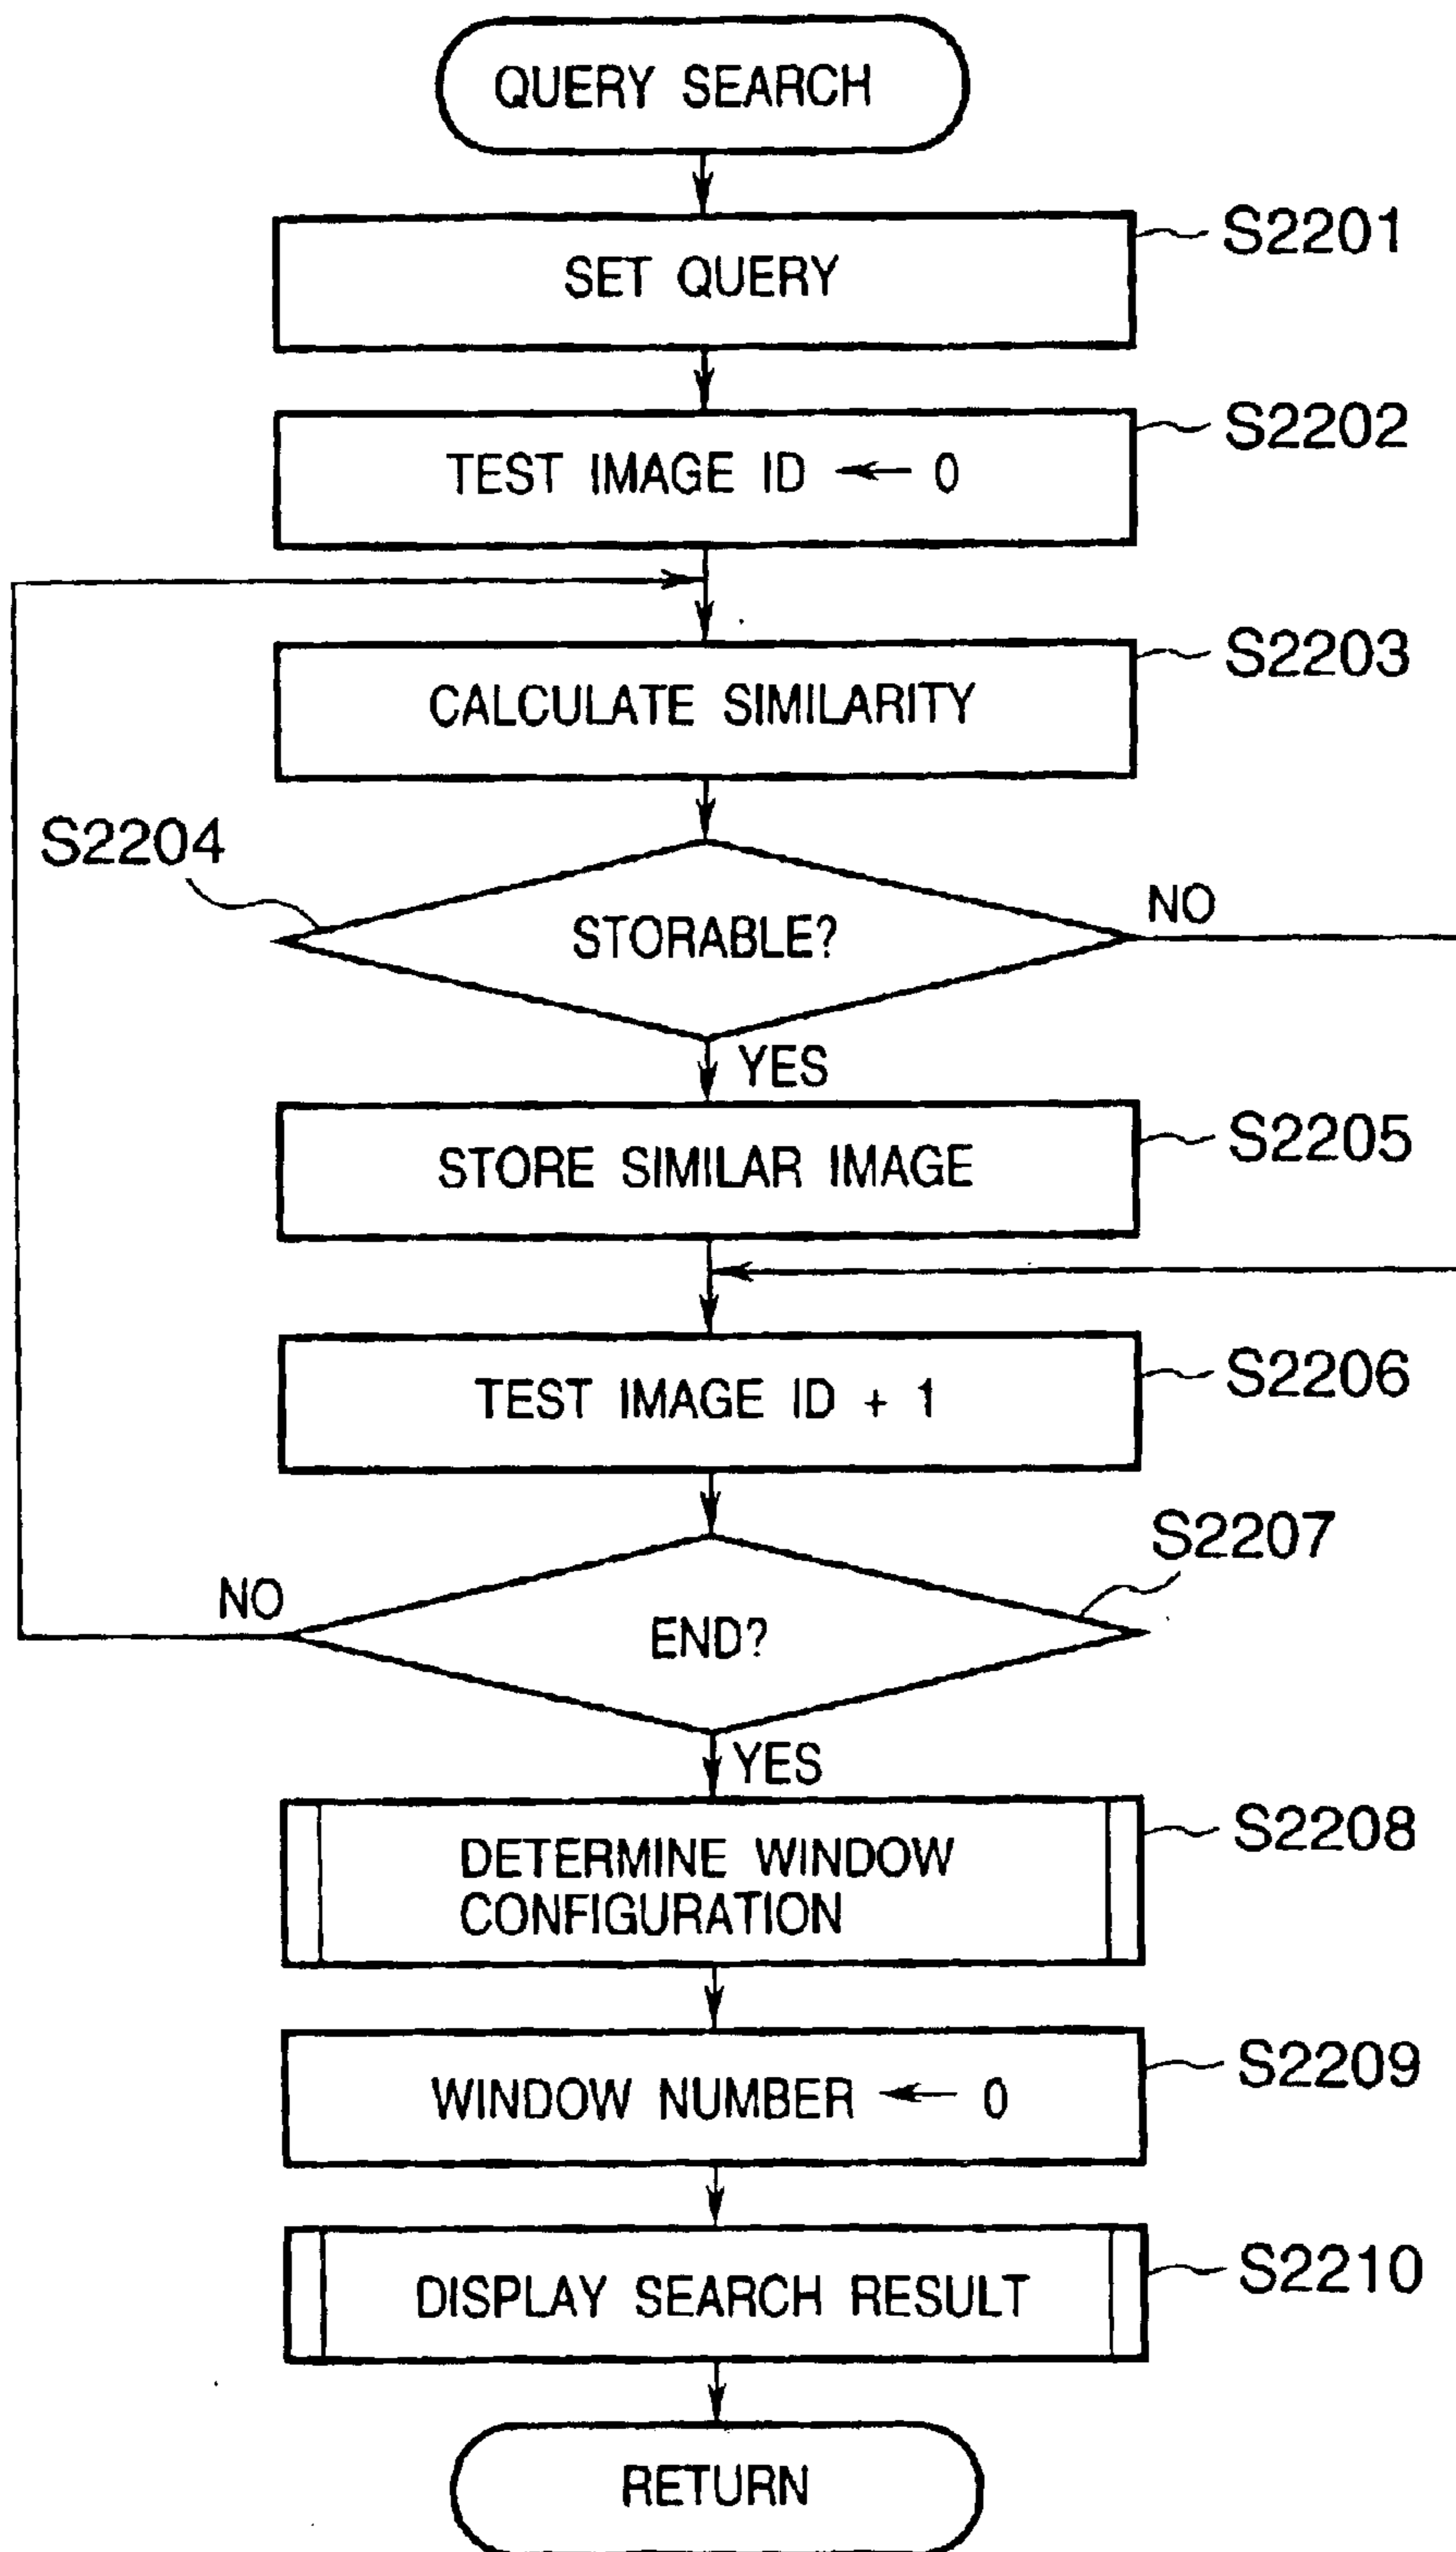 QUERY SEARCH
S2201
SET QUERY
S2202
TEST IMAGE ID ← 0
S2203
CALCULATE SIMILARITY
S2204
NO
STORABLE?
YES
S2205
STORE SIMILAR IMAGE
S2206
TEST IMAGE ID + 1
S2207
NO
END?
YES
S2208
DETERMINE WINDOW
CONFIGURATION
S2209
WINDOW NUMBER ← 0
S2210
DISPLAY SEARCH RESULT
RETURN